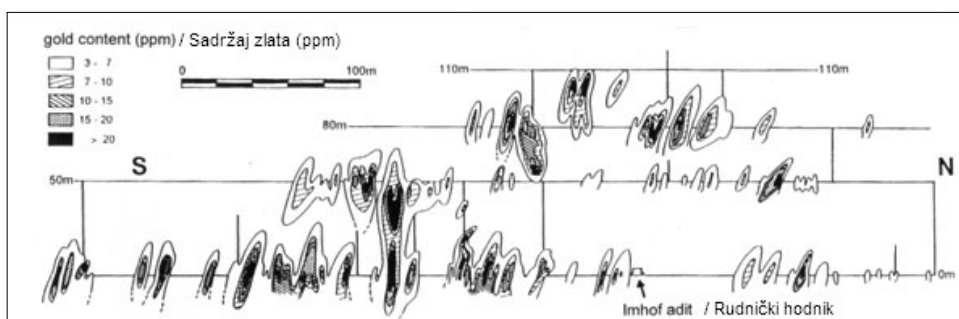 gold content (ppm) / Sadržaj zlata (ppm)
3 - 7
7 - 10
10 - 15
15 - 20
> 20
0 100m
110m 110m
80m
S N
50m
0m
Imhof adit / Rudnički hodnik